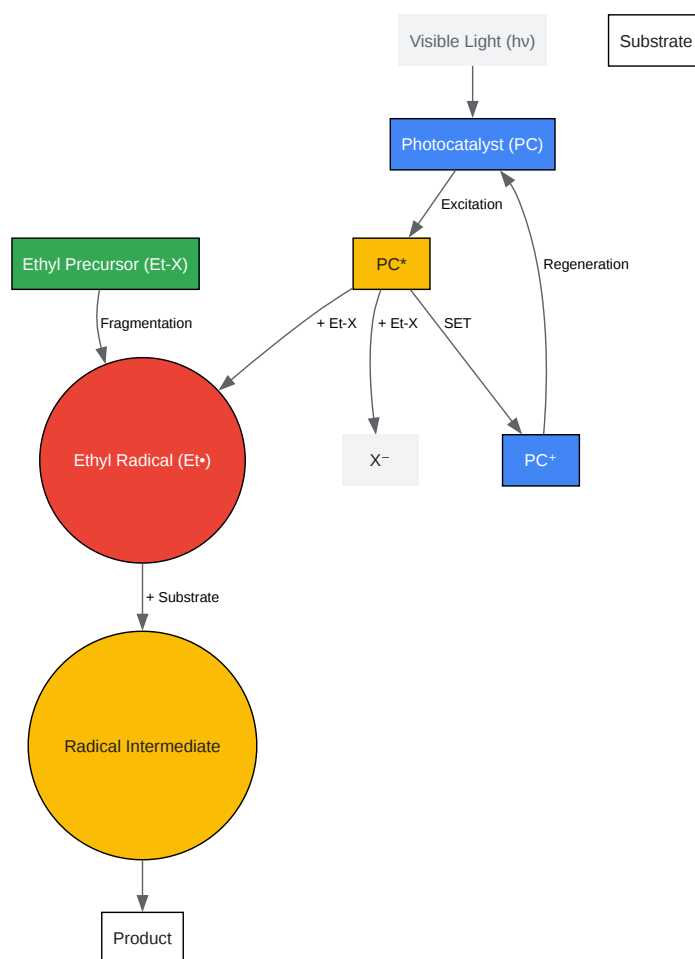 Visible Light (hν)
Substrate
Photocatalyst (PC)
Excitation
Ethyl Precursor (Et-X)
PC*
Regeneration
Fragmentation
+ Et-X
+ Et-X
SET
Ethyl Radical (Et•)
X⁻
PC⁺
+ Substrate
Radical Intermediate
Product